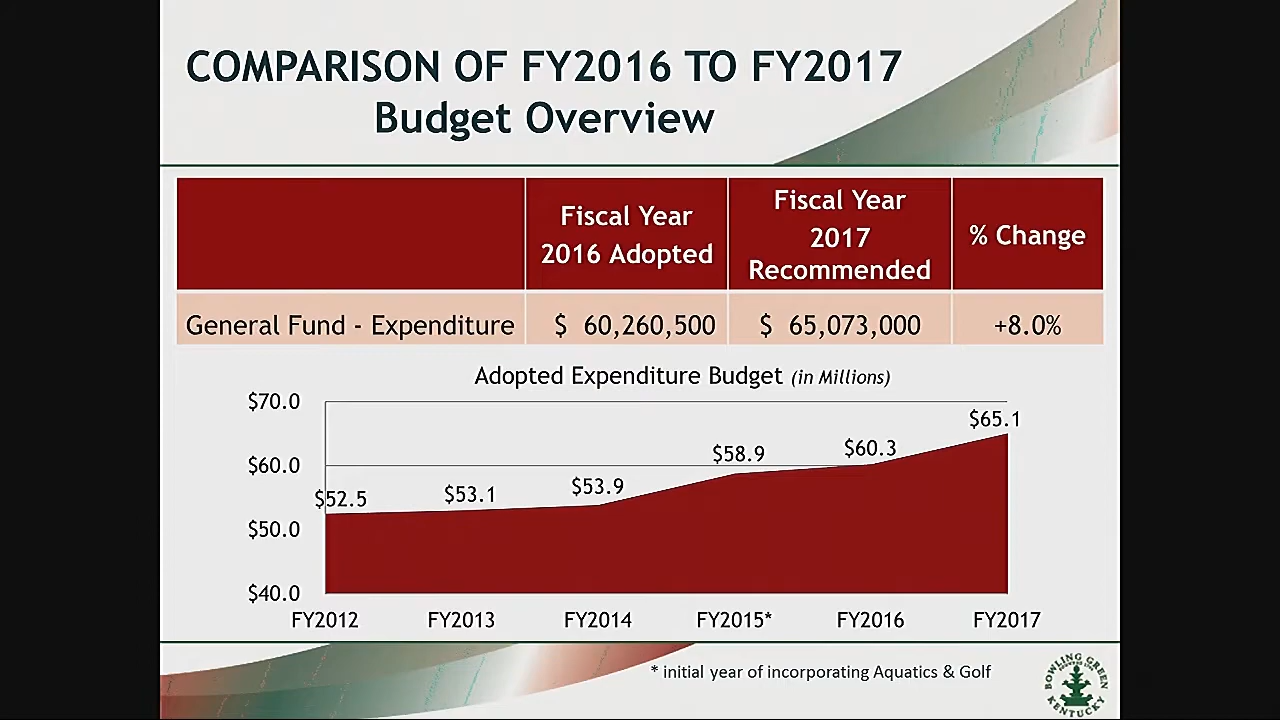 COMPARISON OF FY2016 TO FY2017
Budget Overview
Fiscal Year
2016 Adopted
Fiscal Year
2017
Recommended
% Change
General Fund - Expenditure
$ 60,260,500
$ 65,073,000
+8.0%
Adopted Expenditure Budget (in Millions)
$70.0
$60.0
$50.0
$40.0
$52.5
$53.1
$53.9
$58.9
$60.3
$65.1
FY2012
FY2013
FY2014
FY2015*
FY2016
FY2017
* initial year of incorporating Aquatics & Golf
BOWLING GREEN
KENTUCKY